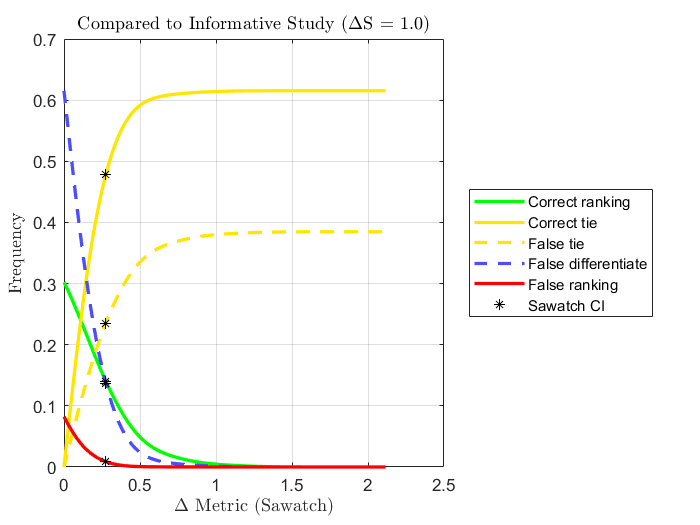 Compared to Informative Study (ΔS = 1.0)
0.7
0.6
0.5
0.4
0.3
0.2
0.1
0
Frequency
0 0.5 1 1.5 2 2.5
Δ Metric (Sawatch)
Correct ranking
Correct tie
False tie
False differentiate
False ranking
Sawatch CI